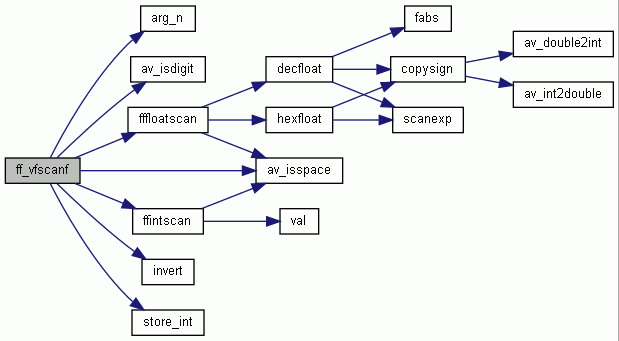 ff_vfscanf
arg_n
av_isdigit
fffloatscan
av_isspace
ffintscan
invert
store_int
decfloat
hexfloat
val
fabs
copysign
scanexp
av_double2int
av_int2double